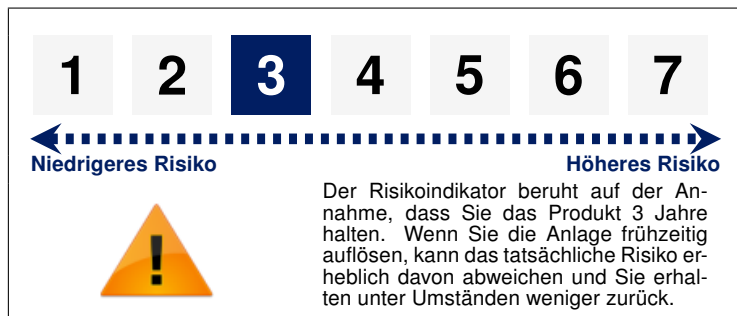 1 2 3 4 5 6 7
Niedrigeres Risiko Höheres Risiko
Der Risikoindikator beruht auf der An-
nahme, dass Sie das Produkt 3 Jahre
halten. Wenn Sie die Anlage frühzeitig
auflösen, kann das tatsächliche Risiko er-
heblich davon abweichen und Sie erhal-
ten unter Umständen weniger zurück.